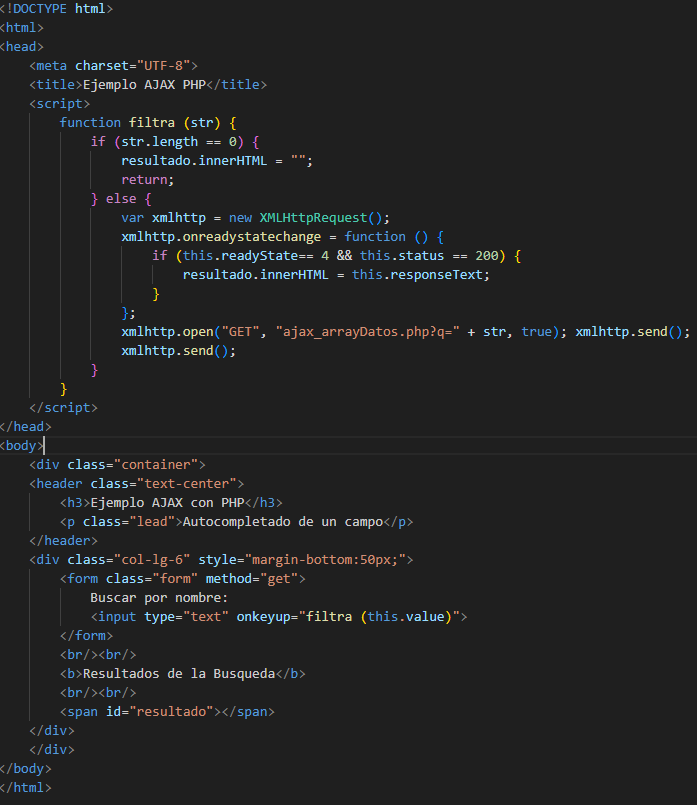 <!DOCTYPE html>
<html>
<head>
    <meta charset="UTF-8">
    <title>Ejemplo AJAX PHP</title>
    <script>
        function filtra (str) {
            if (str.length == 0) {
                resultado.innerHTML = "";
                return;
            } else {
                var xmlhttp = new XMLHttpRequest();
                xmlhttp.onreadystatechange = function () {
                    if (this.readyState== 4 && this.status == 200) {
                        resultado.innerHTML = this.responseText;
                    }
                };
                xmlhttp.open("GET", "ajax_arrayDatos.php?q=" + str, true); xmlhttp.send();
                xmlhttp.send();
            }
        }
    </script>
</head>
<body>
    <div class="container">
    <header class="text-center">
        <h3>Ejemplo AJAX con PHP</h3>
        <p class="lead">Autocompletado de un campo</p>
    </header>
    <div class="col-lg-6" style="margin-bottom:50px;">
        <form class="form" method="get">
            Buscar por nombre:
            <input type="text" onkeyup="filtra (this.value)">
        </form>
        <br/><br/>
        <b>Resultados de la Busqueda</b>
        <br/><br/>
        <span id="resultado"></span>
    </div>
    </div>
</body>
</html>